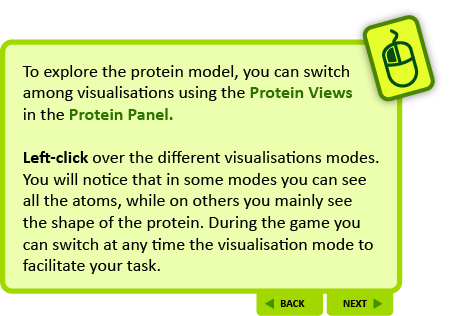 To explore the protein model, you can switch
among visualisations using the Protein Views
in the Protein Panel.
Left-click over the different visualisations modes.
You will notice that in some modes you can see
all the atoms, while on others you mainly see
the shape of the protein. During the game you
can switch at any time the visualisation mode to
facilitate your task.
BACK NEXT